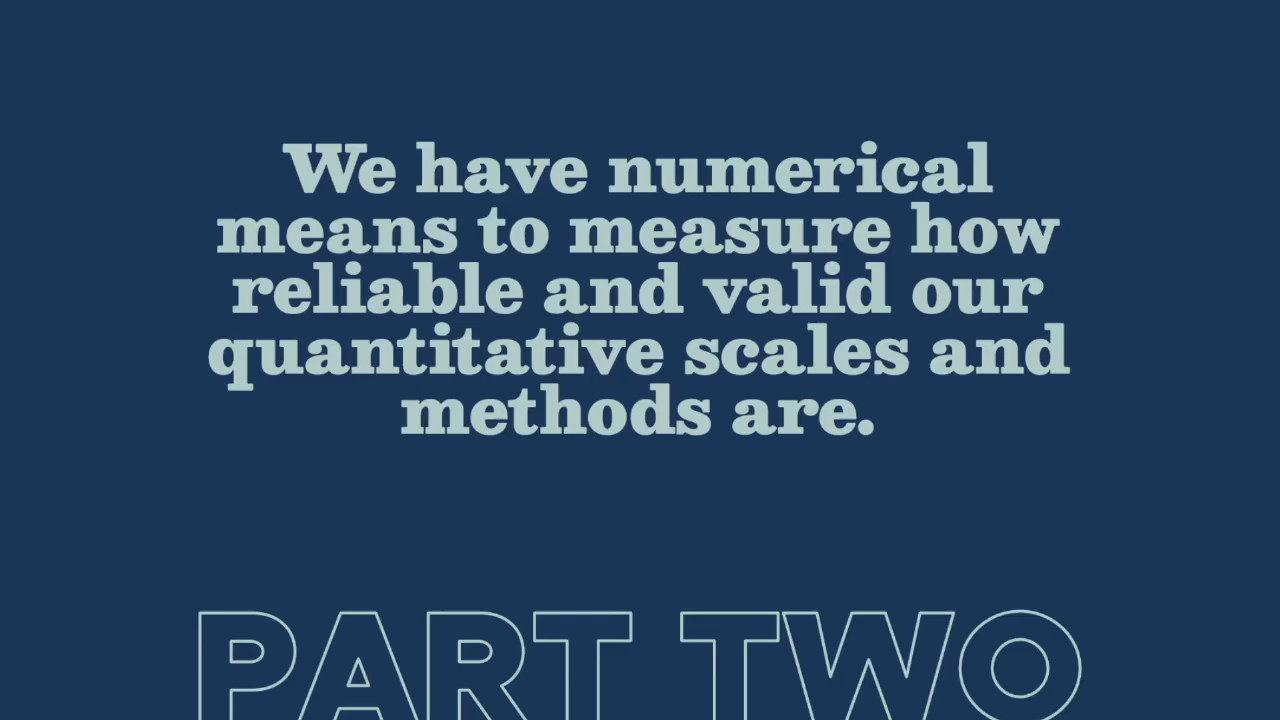 We have numerical
means to measure how
reliable and valid our
quantitative scales and
methods are.
PART TWO